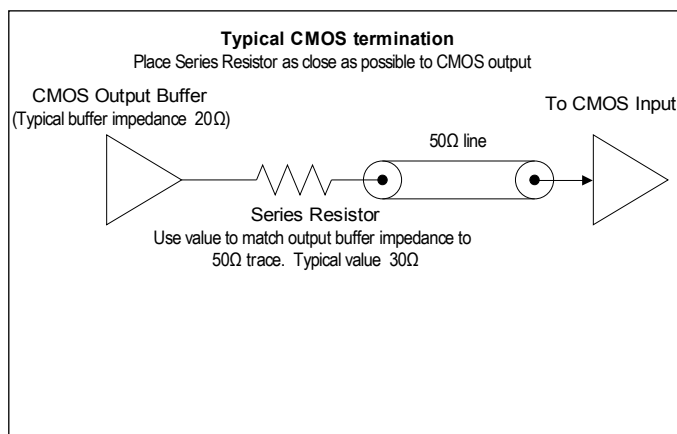 Typical CMOS termination
Place Series Resistor as close as possible to CMOS output
CMOS Output Buffer
(Typical buffer impedance 20Ω)
To CMOS Input
50Ω line
Series Resistor
Use value to match output buffer impedance to
50Ω trace. Typical value 30Ω